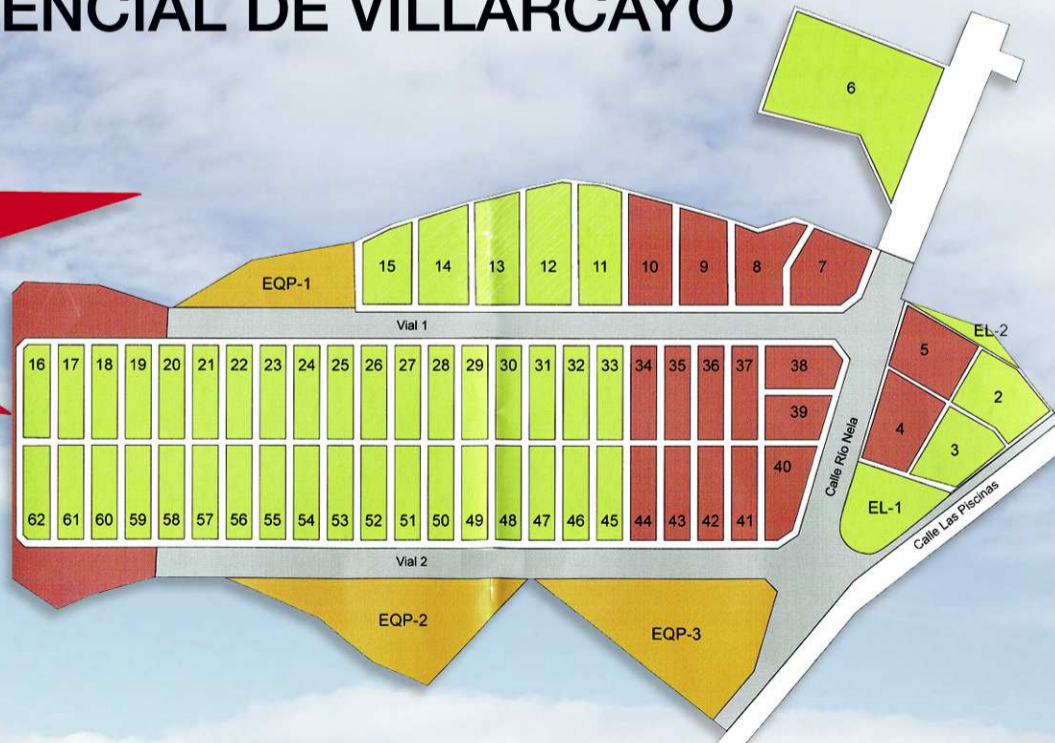 ENCIAL DE VILLARCAYO
6
EQP-1
15 14 13 12 11 10 9 8 7
Vial 1
EL-2
16 17 18 19 20 21 22 23 24 25 26 27 28 29 30 31 32 33 34 35 36 37 38
5
2
39
4
3
40
Calle Río Nela
62 61 60 59 58 57 56 55 54 53 52 51 50 49 48 47 46 45 44 43 42 41
EL-1
Calle Las Piscinas
Vial 2
EQP-2
EQP-3